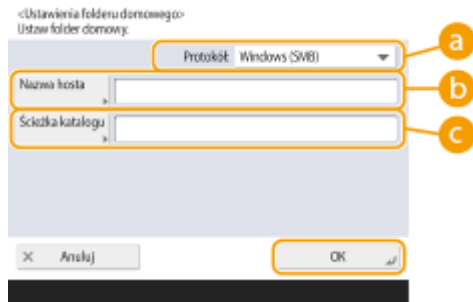 <Ustawienia folderu domowego>
Ustaw folder domowy.
Protokół: Windows (SMB)
a
Nazwa hosta
b
Ścieżka katalogu
c
× Anuluj
OK